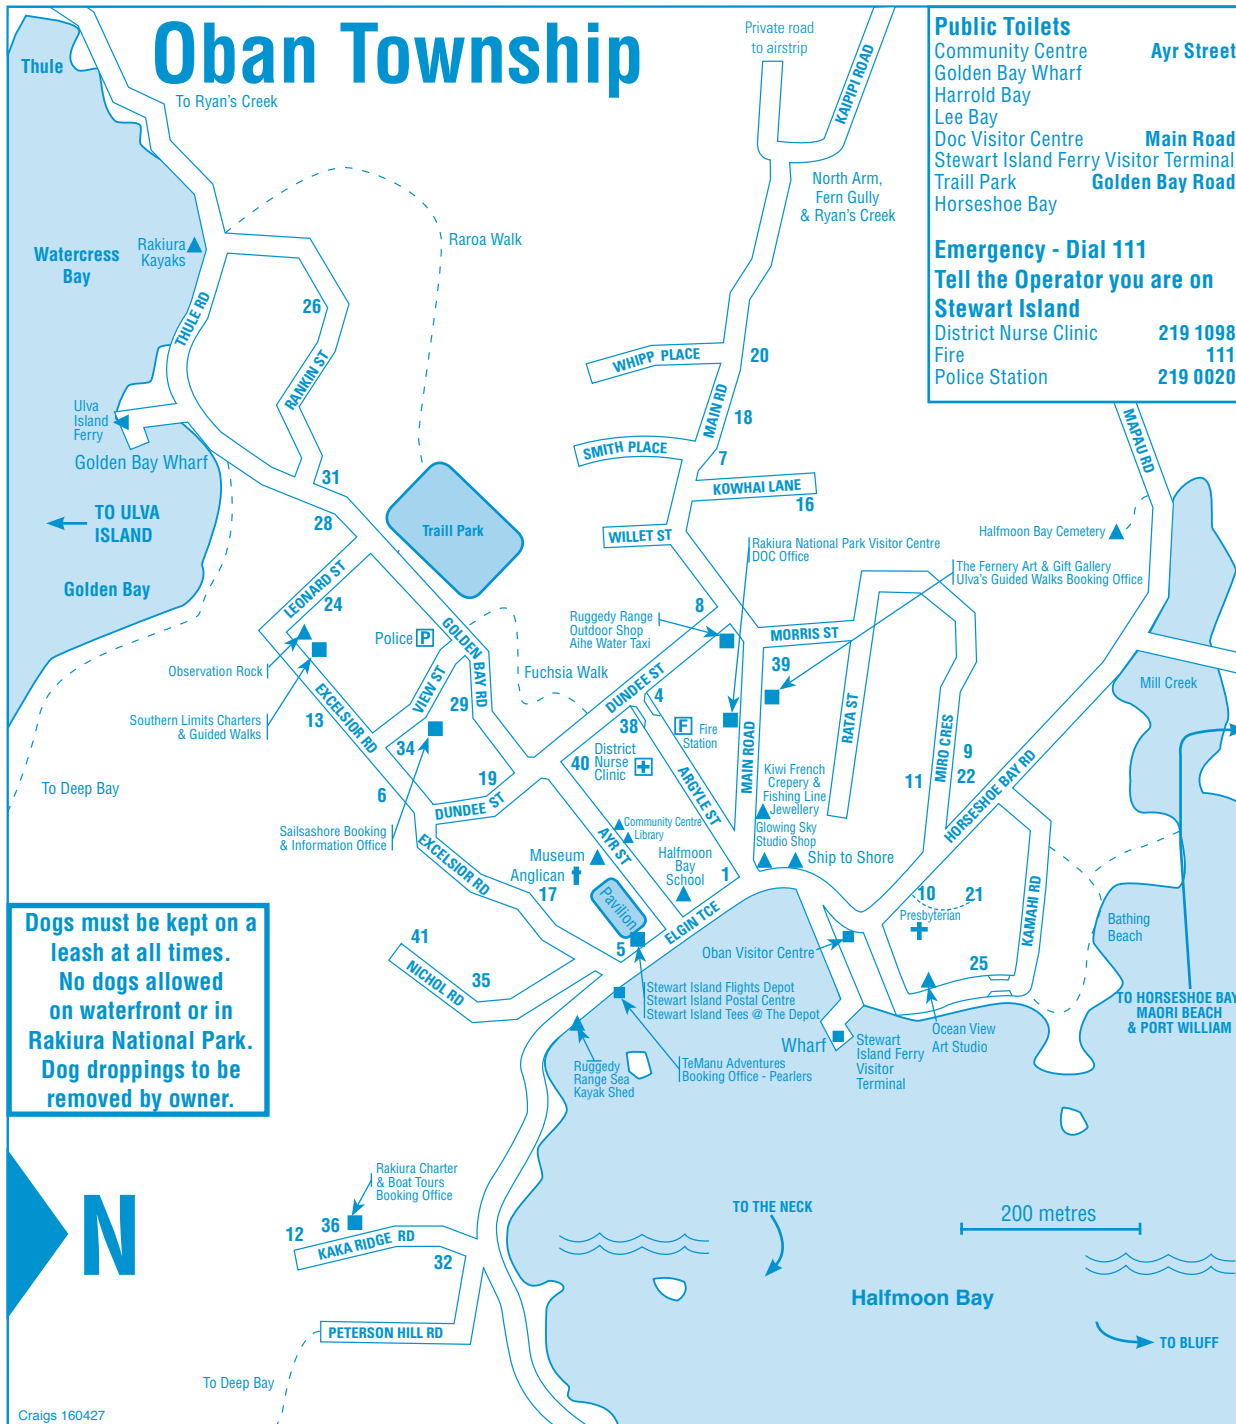 Oban Township
Thule
To Ryan's Creek
Private road
to airstrip
KAIPIPI ROAD
Public Toilets
Community Centre Ayr Street
Golden Bay Wharf
Harrold Bay
Lee Bay
Doc Visitor Centre Main Road
Stewart Island Ferry Visitor Terminal
Traill Park Golden Bay Road
Horseshoe Bay
Emergency - Dial 111
Tell the Operator you are on
Stewart Island
District Nurse Clinic 219 1098
Fire 111
Police Station 219 0020
North Arm,
Fern Gully
& Ryan's Creek
Raroa Walk
Rakiura
Kayaks
Watercress
Bay
THULE RD
26
RANKIN ST
WHIPP PLACE
20
MAIN RD
18
SMITH PLACE
7
KOWHAI LANE
16
MAPAU RD
Ulva
Island
Ferry
Golden Bay Wharf
31
28
TO ULVA
ISLAND
Golden Bay
Traill Park
WILLET ST
Rakiura National Park Visitor Centre
DOC Office
Halfmoon Bay Cemetery
The Fernery Art & Gift Gallery
Ulva's Guided Walks Booking Office
LEONARD ST
24
Police P
GOLDEN BAY RD
8
Ruggedy Range
Outdoor Shop
Aihe Water Taxi
MORRIS ST
39
Observation Rock
Fuchsia Walk
DUNDEE ST
4
Mill Creek
EXCELSIOR RD
13
VIEW ST
29
Southern Limits Charters
& Guided Walks
34
38
F Fire
Station
RATA ST
MIRO CRES
9
22
11
HORSESHOE BAY RD
MAIN ROAD
40 District
Nurse
Clinic
ARGYLE ST
Kiwi French
Crepery &
Fishing Line
Jewellery
To Deep Bay
6
19
DUNDEE ST
Sailsashore Booking
& Information Office
Community Centre
Library
Glowing Sky
Studio Shop
Ship to Shore
AYR ST
Museum
Anglican
Halfmoon
Bay
School
1
EXCELSIOR RD
17
Pavilion
ELGIN TCE
5
10
21
Presbyterian
KAMAHI RD
Bathing
Beach
Dogs must be kept on a
leash at all times.
No dogs allowed
on waterfront or in
Rakiura National Park.
Dog droppings to be
removed by owner.
41
NICHOL RD
35
Oban Visitor Centre
25
Stewart Island Flights Depot
Stewart Island Postal Centre
Stewart Island Tees @ The Depot
TO HORSESHOE BAY
MAORI BEACH
& PORT WILLIAM
Ocean View
Art Studio
Wharf
Stewart
Island Ferry
Visitor
Terminal
Ruggedy
Range Sea
Kayak Shed
TeManu Adventures
Booking Office - Pearlers
N
Rakiura Charter
& Boat Tours
Booking Office
12
36
KAKA RIDGE RD
32
TO THE NECK
200 metres
Halfmoon Bay
PETERSON HILL RD
TO BLUFF
To Deep Bay
Craigs 160427